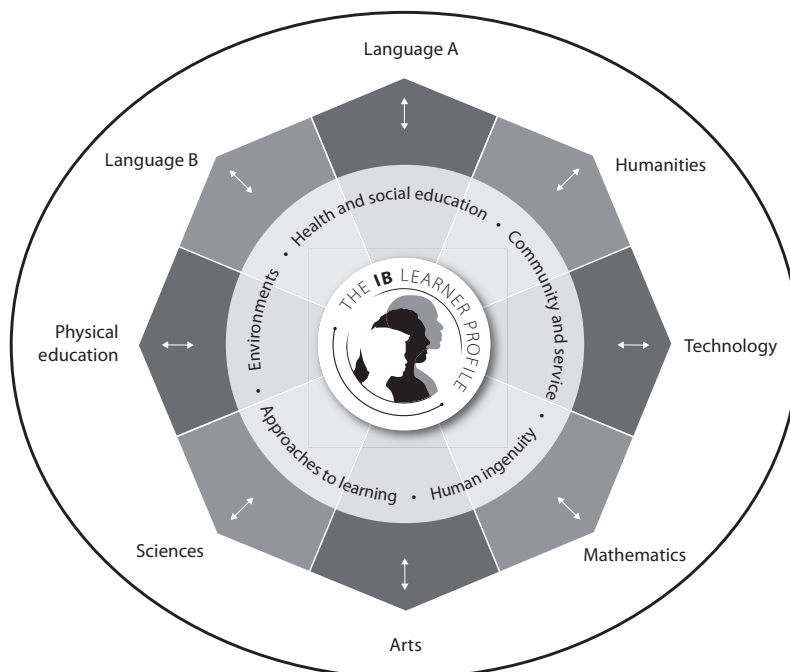 Language A
Language B
Humanities
Physical
education
Technology
Sciences
Mathematics
Arts
Health and social education
•
Community and service
•
Human ingenuity
•
Approaches to learning
•
Environments
•
THE IB LEARNER PROFILE